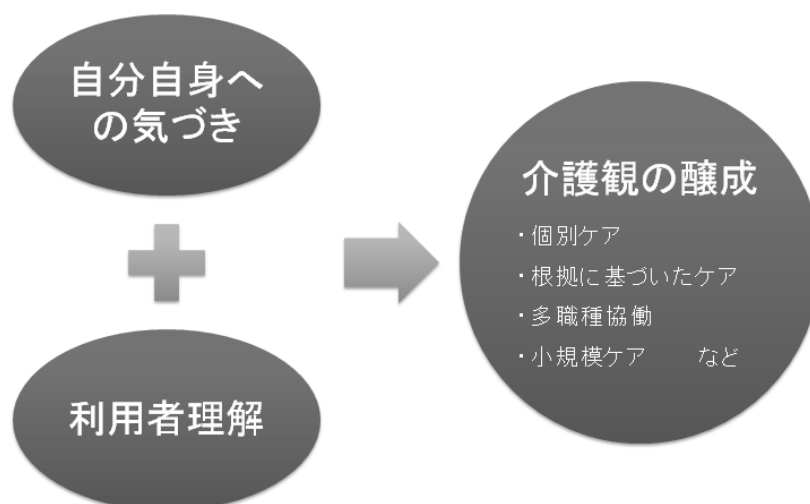 自分自身へ
の気づき
利用者理解
介護観の醸成
・個別ケア
・根拠に基づいたケア
・多職種協働
・小規模ケア　　など